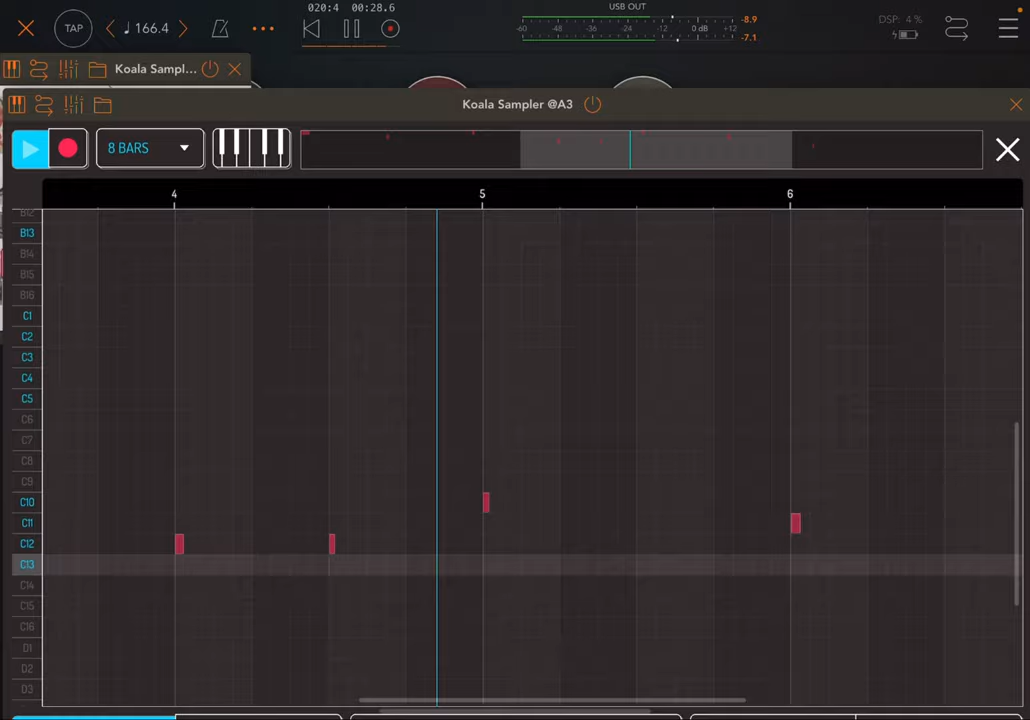 020:4 00:28.6
USB OUT
TAP
166.4
-60 -48 -36 -24 -12 0 dB +12
-8.9
-7.1
DSP: 4 %
Koala Sampl...
Koala Sampler @A3
8 BARS
4 5 6
B12
B13
B14
B15
B16
C1
C2
C3
C4
C5
C6
C7
C8
C9
C10
C11
C12
C13
C14
C15
C16
D1
D2
D3